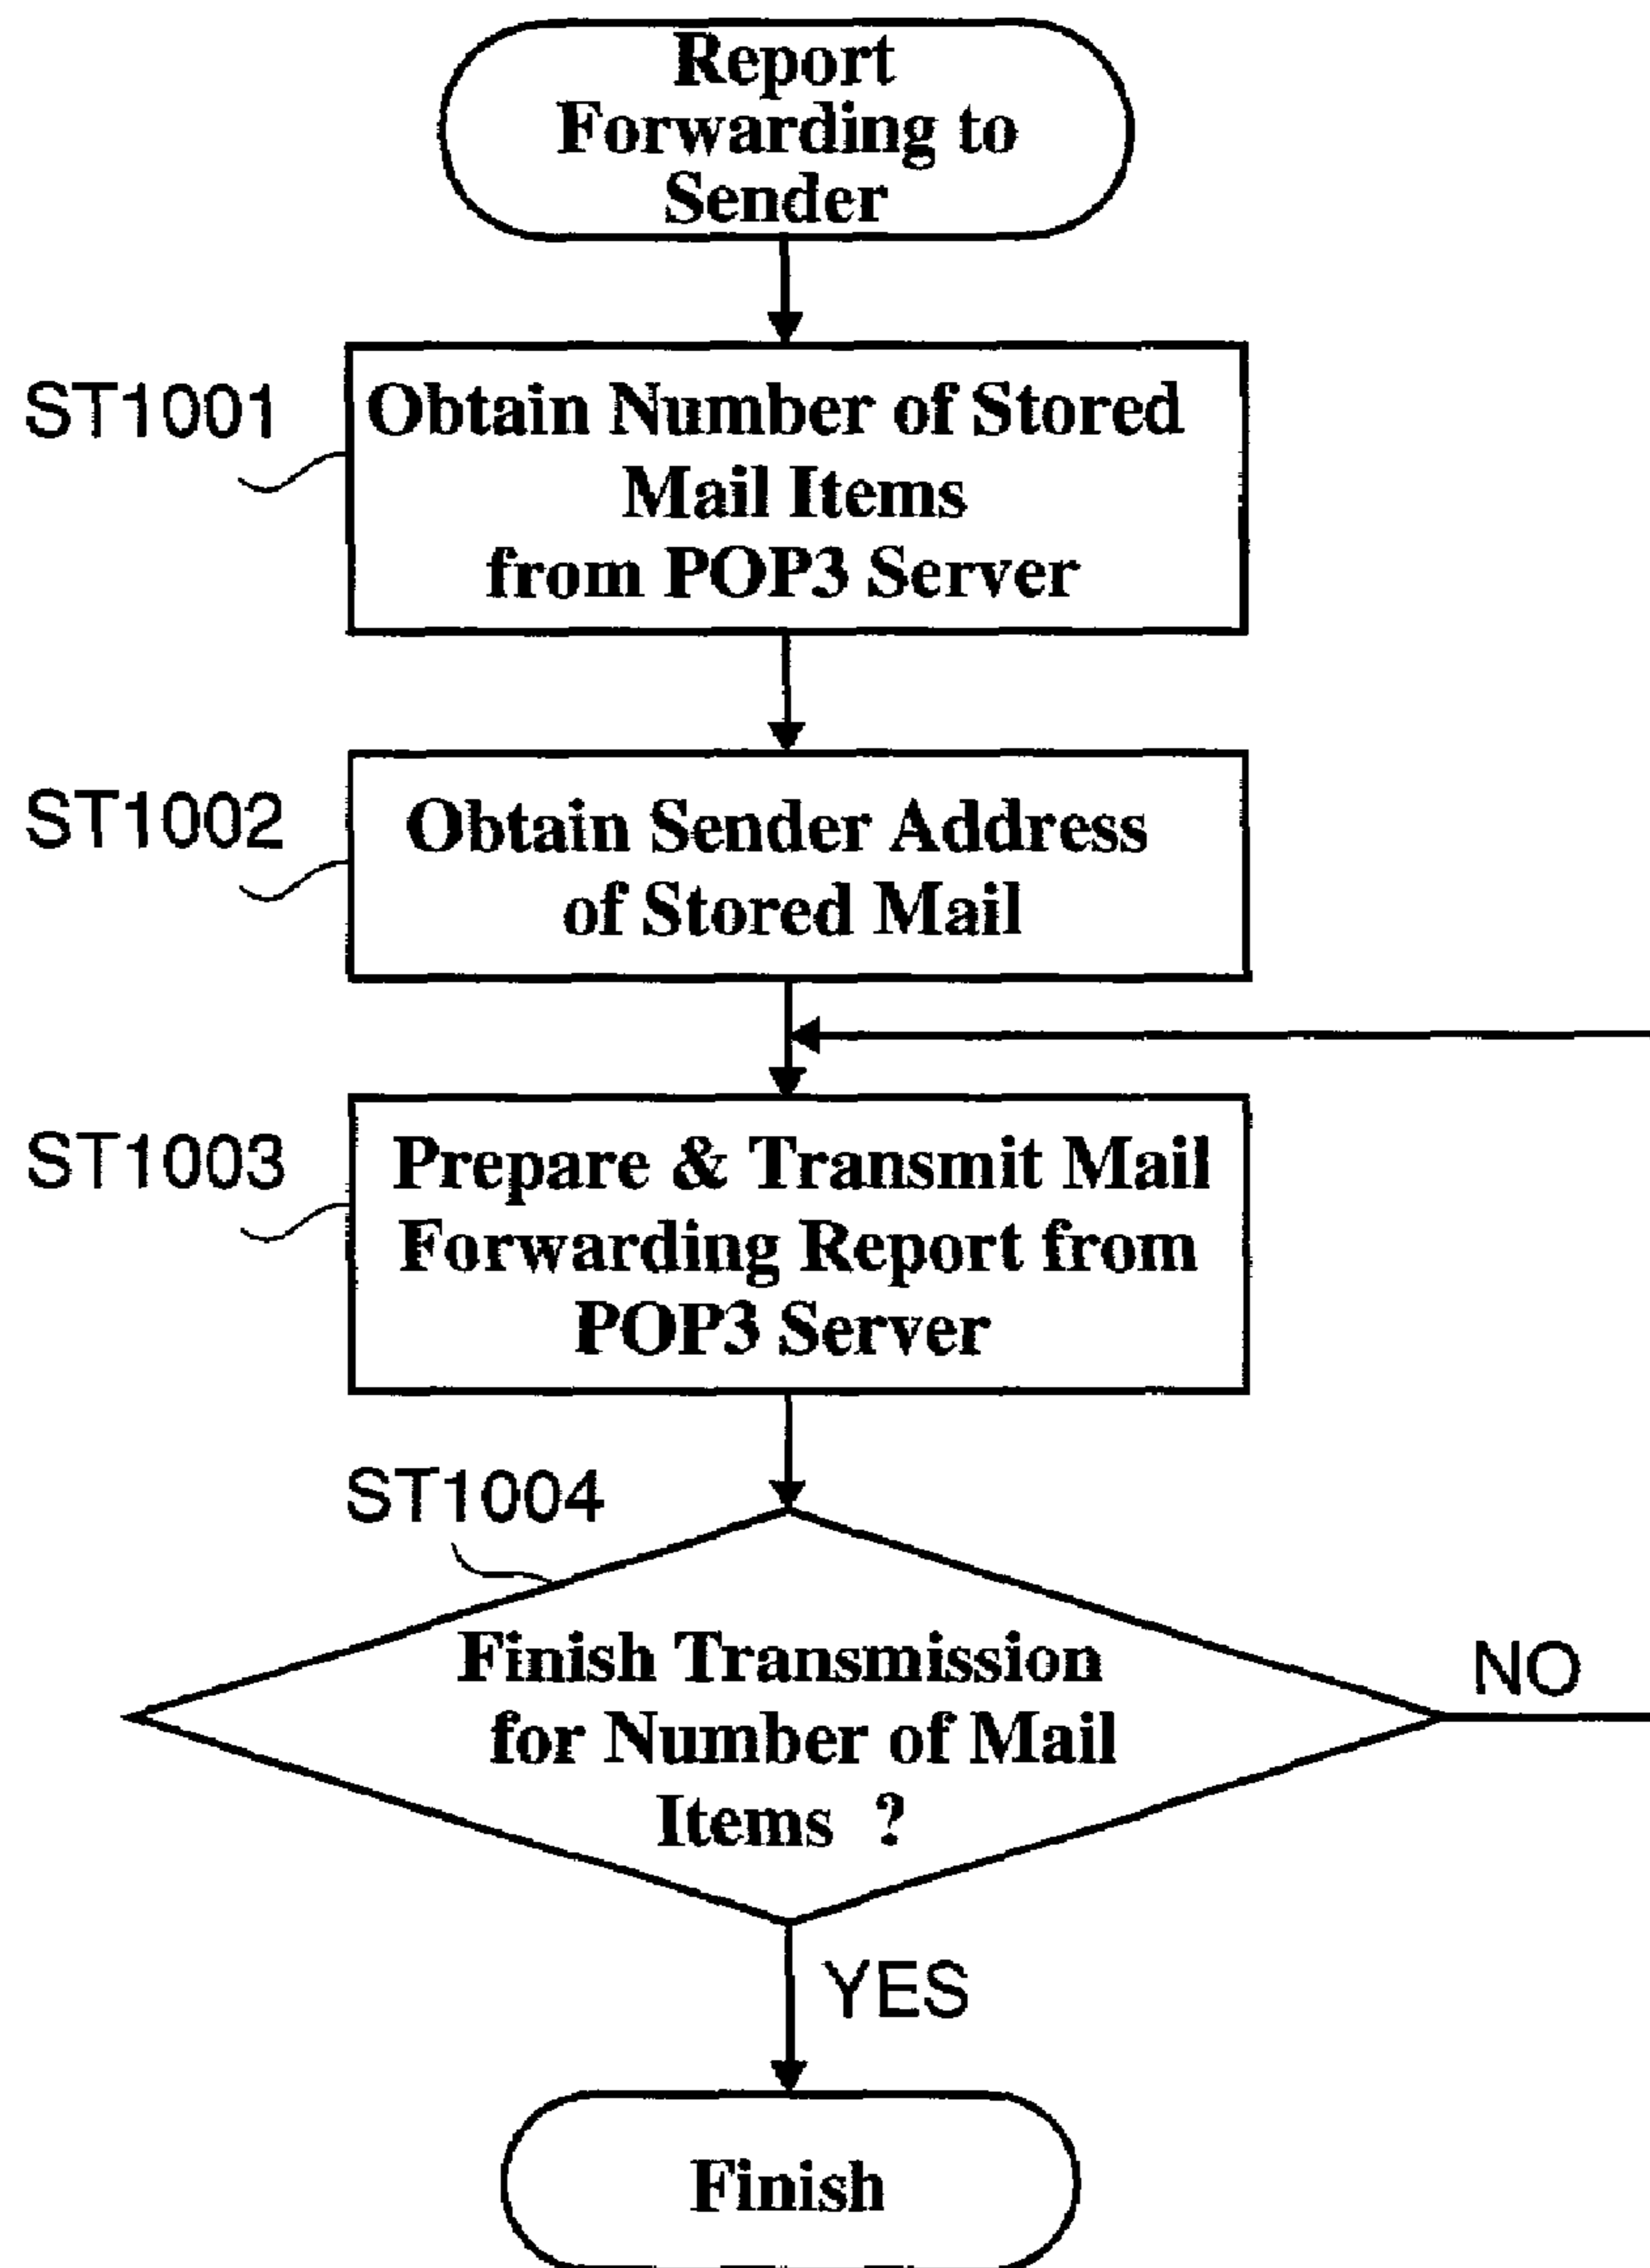 Report
Forwarding to
Sender
ST1001
Obtain Number of Stored
Mail Items
from POP3 Server
ST1002
Obtain Sender Address
of Stored Mail
ST1003
Prepare & Transmit Mail
Forwarding Report from
POP3 Server
ST1004
Finish Transmission
for Number of Mail
Items ?
NO
YES
Finish